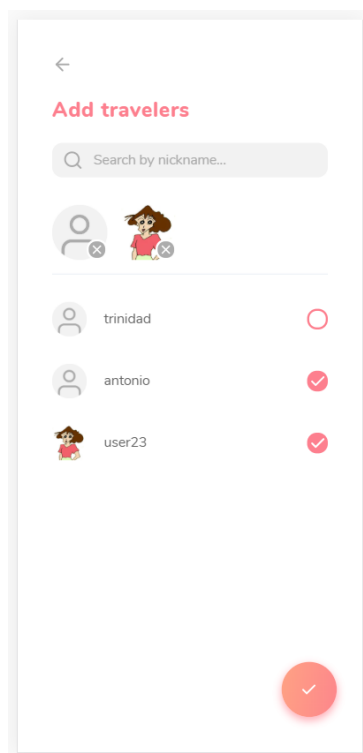 Add travelers
Search by nickname...
trinidad
antonio
user23